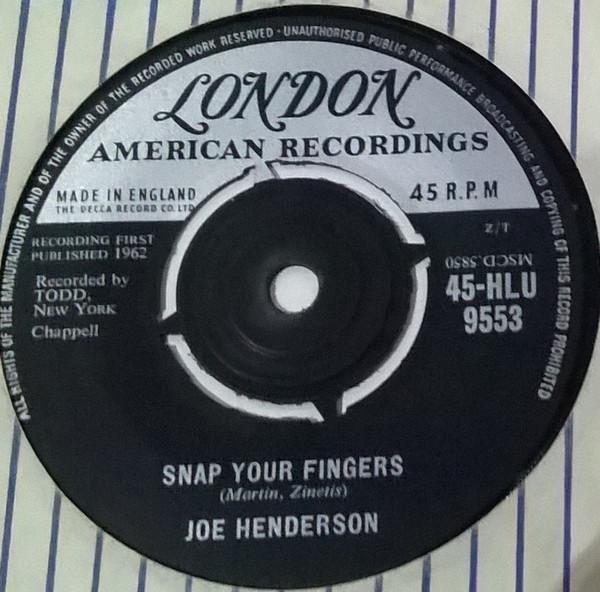 ALL RIGHTS OF THE MANUFACTURER AND OF THE OWNER OF THE RECORDED WORK RESERVED · UNAUTHORISED PUBLIC PERFORMANCE BROADCASTING AND COPYING OF THIS RECORD PROHIBITED
LONDON
AMERICAN RECORDINGS
MADE IN ENGLAND
THE DECCA RECORD CO. LTD
45 R.P.M
Z/T
RECORDING FIRST
PUBLISHED 1962
Recorded by
TODD,
NEW YORK
Chappell
MSCD.5850
45-HLU
9553
SNAP YOUR FINGERS
(Martin, Zinetis)
JOE HENDERSON